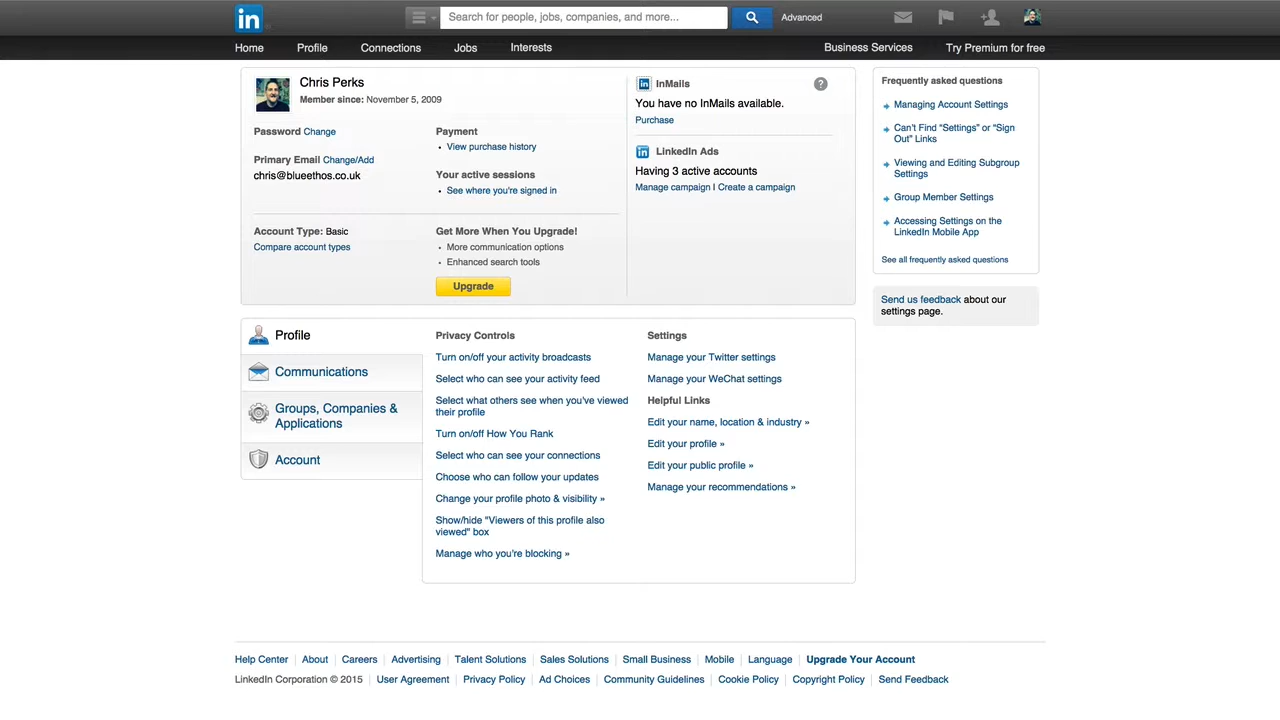 in
Search for people, jobs, companies, and more...
Advanced
Home
Profile
Connections
Jobs
Interests
Business Services
Try Premium for free
Chris Perks
Member since: November 5, 2009
Password Change
Primary Email Change/Add
chris@blueethos.co.uk
Payment
• View purchase history
Your active sessions
• See where you're signed in
Account Type: Basic
Compare account types
Get More When You Upgrade!
• More communication options
• Enhanced search tools
Upgrade
in InMails
?
You have no InMails available.
Purchase
in LinkedIn Ads
Having 3 active accounts
Manage campaign I Create a campaign
Frequently asked questions
Managing Account Settings
Can't Find "Settings" or "Sign
Out" Links
Viewing and Editing Subgroup
Settings
Group Member Settings
Accessing Settings on the
LinkedIn Mobile App
See all frequently asked questions
Send us feedback about our
settings page.
Profile
Communications
Groups, Companies &
Applications
Account
Privacy Controls
Turn on/off your activity broadcasts
Select who can see your activity feed
Select what others see when you've viewed
their profile
Turn on/off How You Rank
Select who can see your connections
Choose who can follow your updates
Change your profile photo & visibility »
Show/hide "Viewers of this profile also
viewed" box
Manage who you're blocking »
Settings
Manage your Twitter settings
Manage your WeChat settings
Helpful Links
Edit your name, location & industry »
Edit your profile »
Edit your public profile »
Manage your recommendations »
Help Center
About
Careers
Advertising
Talent Solutions
Sales Solutions
Small Business
Mobile
Language
Upgrade Your Account
LinkedIn Corporation © 2015
User Agreement
Privacy Policy
Ad Choices
Community Guidelines
Cookie Policy
Copyright Policy
Send Feedback